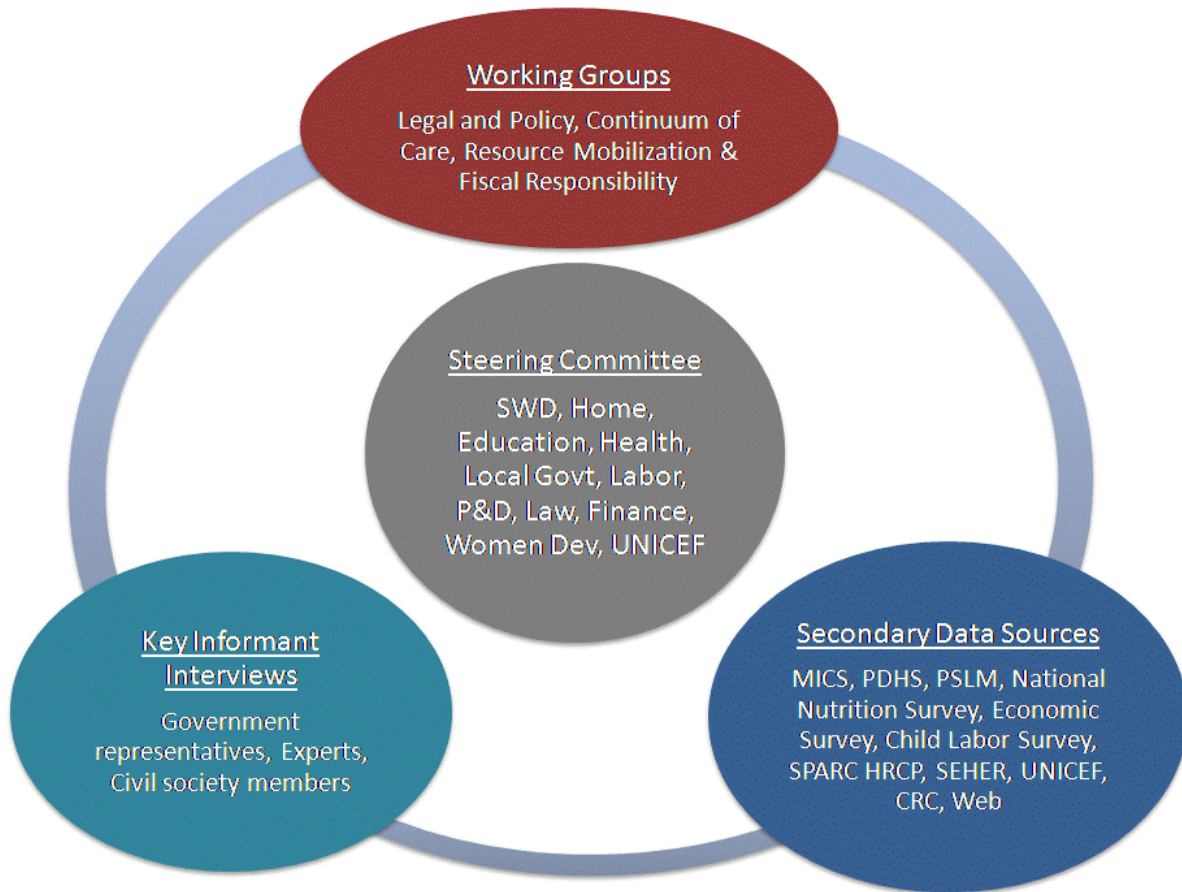 Working Groups
Legal and Policy, Continuum of
Care, Resource Mobilization &
Fiscal Responsibility
Steering Committee
SWD, Home,
Education, Health,
Local Govt, Labor,
P&D, Law, Finance,
Women Dev, UNICEF
Key Informant
Interviews
Government
representatives, Experts,
Civil society members
Secondary Data Sources
MICS, PDHS, PSLM, National
Nutrition Survey, Economic
Survey, Child Labor Survey,
SPARC HRCP, SEHER, UNICEF,
CRC, Web